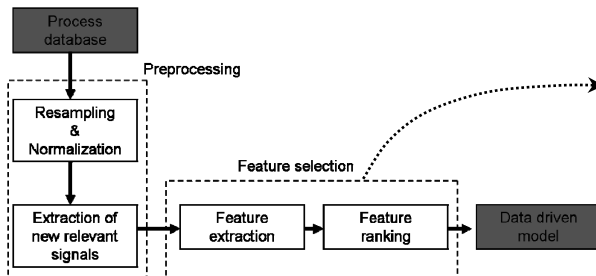 Process
database
Preprocessing
Resampling
&
Normalization
Feature selection
Extraction of
new relevant
signals
Feature
extraction
Feature
ranking
Data driven
model